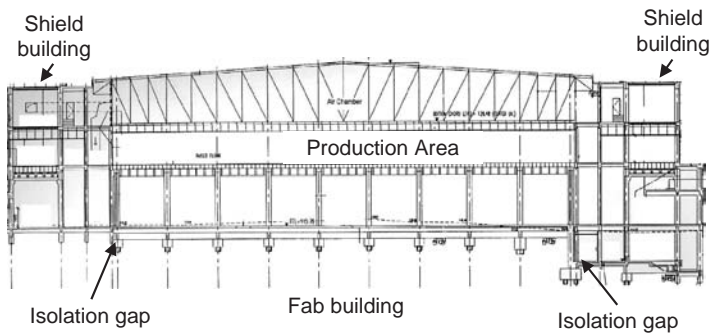 Shield
building
Shield
building
Air Chamber
Production Area
Isolation gap
Fab building
Isolation gap